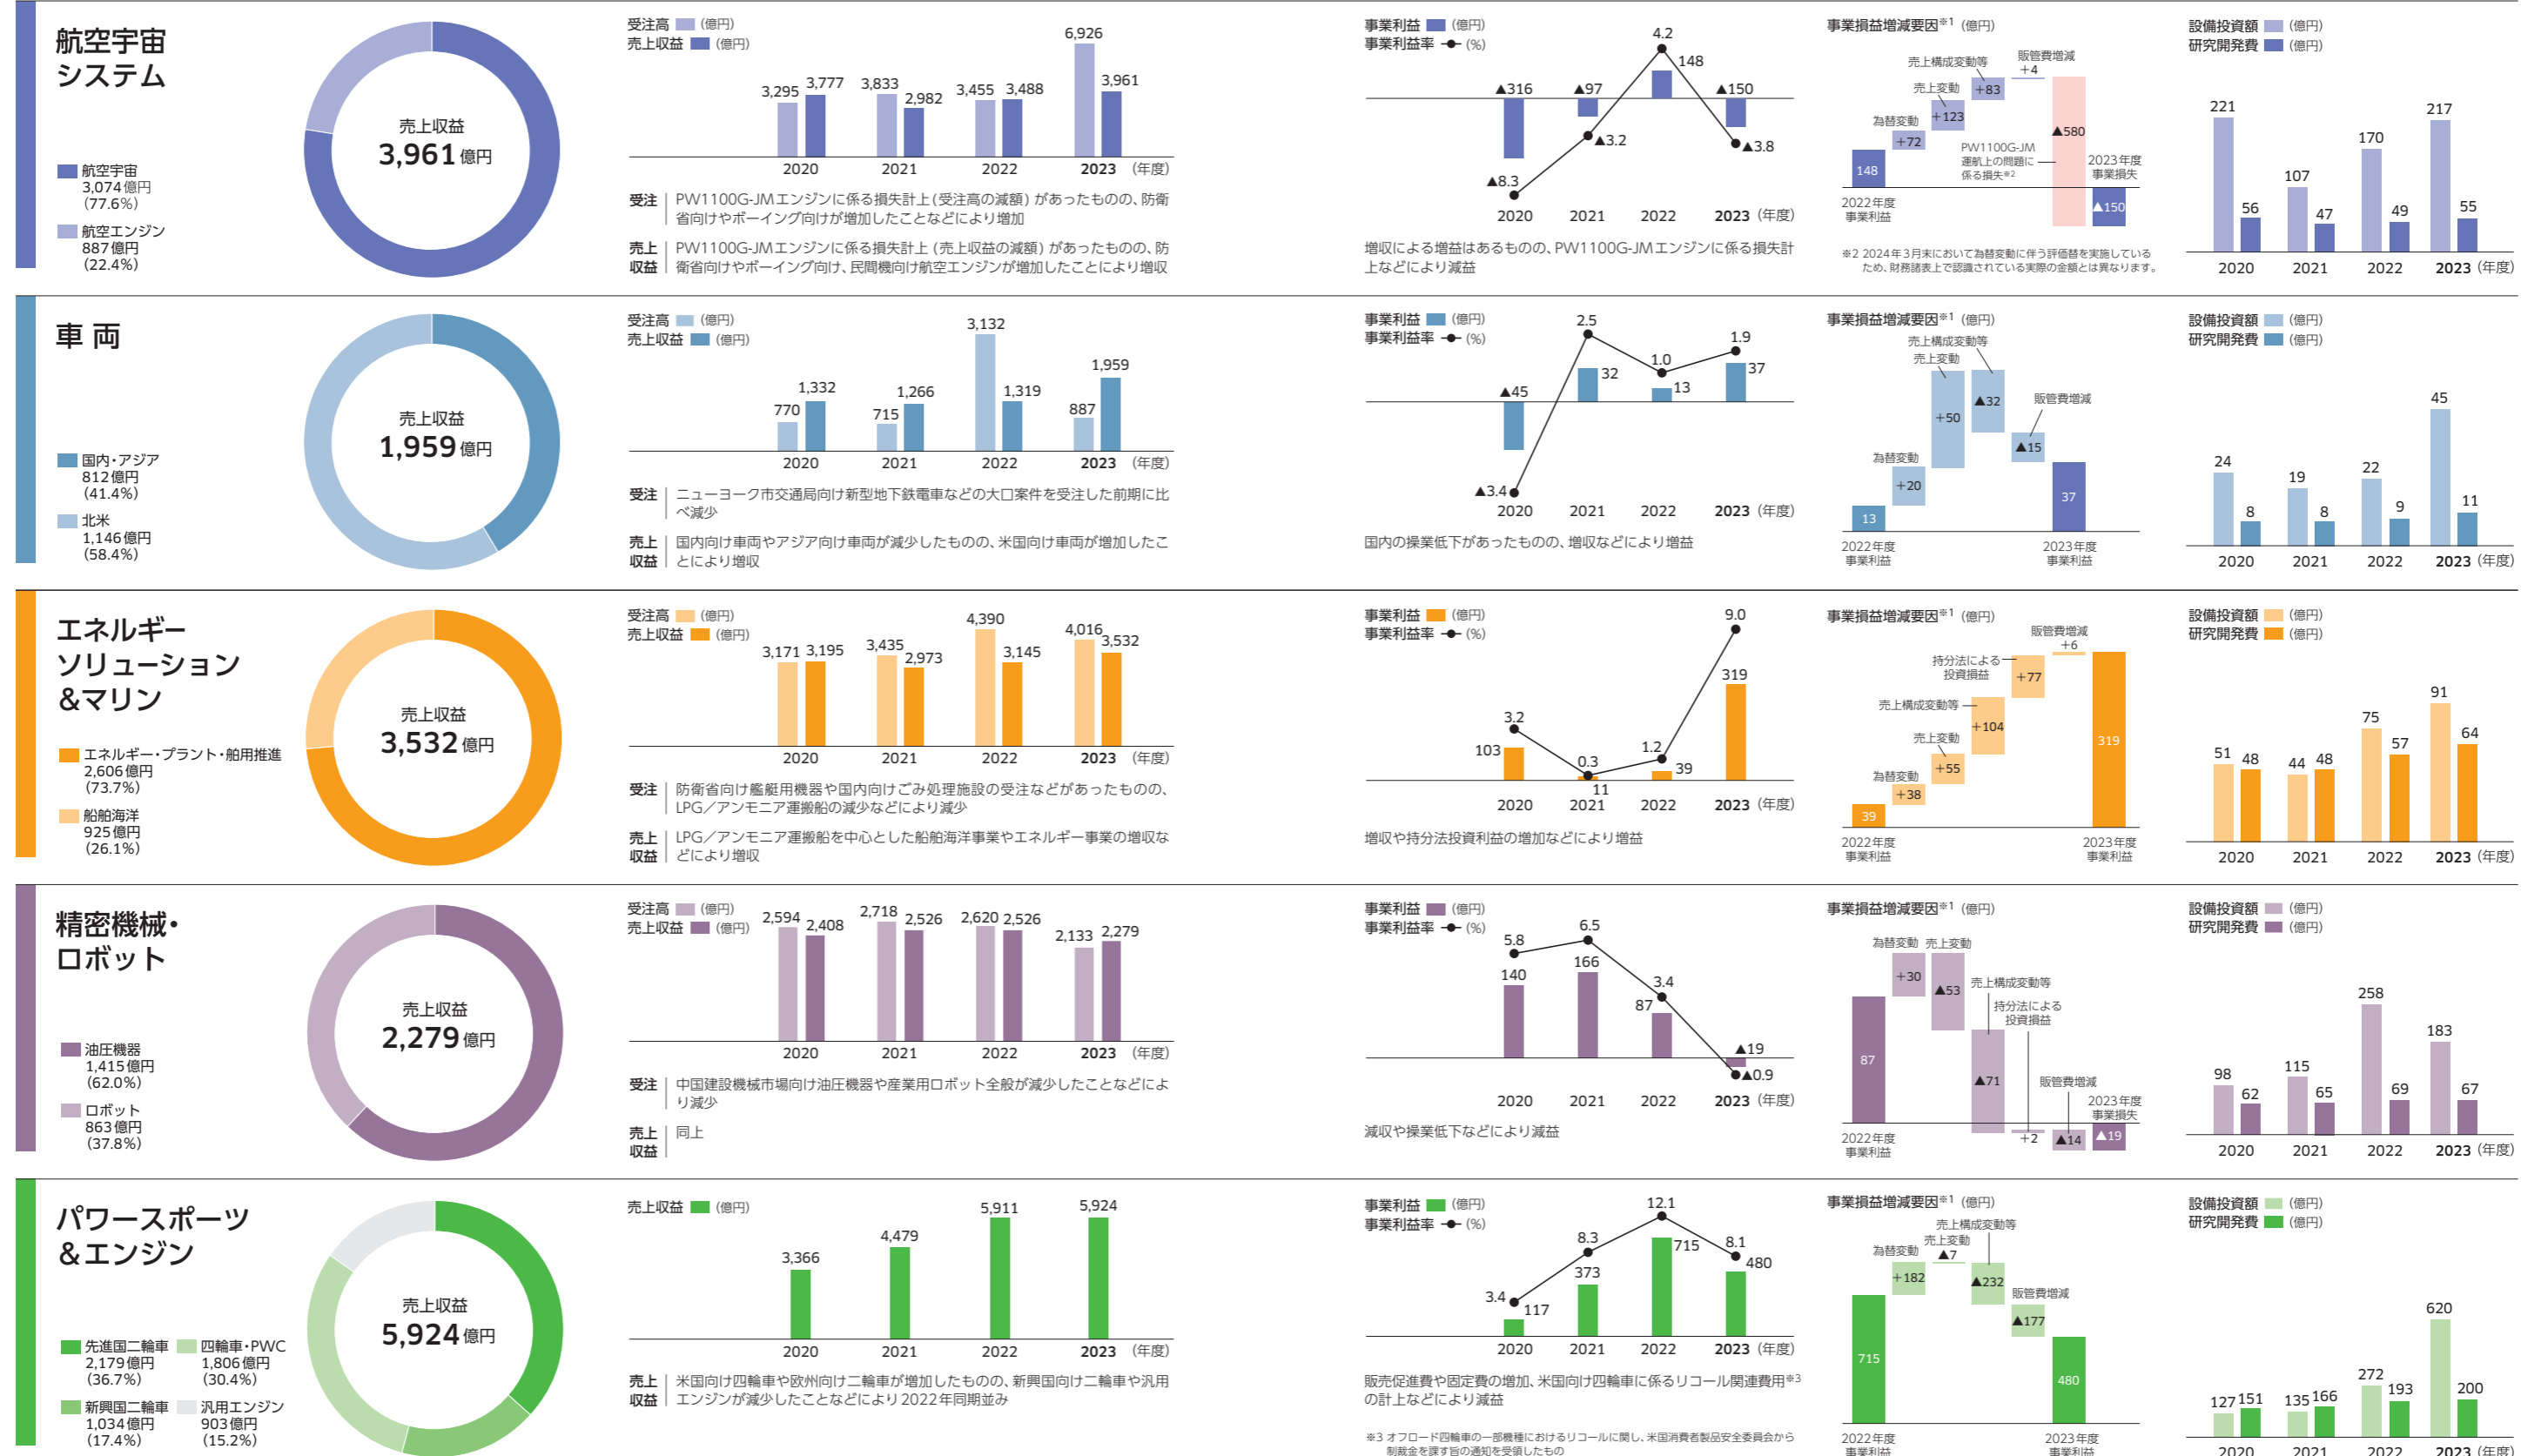 航空宇宙
システム
航空宇宙
3,074億円
(77.6%)
航空エンジン
887億円
(22.4%)
売上収益
3,961億円
受注高 (億円)
売上収益 (億円)
3,295 3,777
3,833 2,982
3,455 3,488
6,926 3,961
2020 2021 2022 2023 (年度)
受注 PW1100G-JMエンジンに係る損失計上(受注高の減額)があったものの、防衛
省向けやボーイング向けが増加したことなどにより増加
売上収益 PW1100G-JMエンジンに係る損失計上(売上収益の減額)があったものの、防
衛省向けやボーイング向け、民間機向け航空エンジンが増加したことにより増収
事業利益 (億円)
事業利益率 (%)
▲316 ▲97 148 ▲150
▲8.3 ▲3.2 4.2 ▲3.8
2020 2021 2022 2023 (年度)
増収による増益はあるものの、PW1100G-JMエンジンに係る損失計
上などにより減益
事業損益増減要因※1 (億円)
148
2022年度
事業利益
為替変動
+72
売上変動
+123
売上構成変動等
+83
販管費増減
+4
PW1100G-JM
運航上の問題に
係る損失※2
▲580
2023年度
事業損失
▲150
※2 2024年3月末において為替変動に伴う評価替を実施している
ため、財務諸表上で認識されている実際の金額とは異なります。
設備投資額 (億円)
研究開発費 (億円)
221 56
107 47
170 49
217 55
2020 2021 2022 2023 (年度)
車両
国内・アジア
812億円
(41.4%)
北米
1,146億円
(58.4%)
売上収益
1,959億円
受注高 (億円)
売上収益 (億円)
770 1,332
715 1,266
3,132 1,319
887 1,959
2020 2021 2022 2023 (年度)
受注 ニューヨーク市交通局向け新型地下鉄電車などの大口案件を受注した前期に比
べ減少
売上収益 国内向け車両やアジア向け車両が減少したものの、米国向け車両が増加したこ
とにより増収
事業利益 (億円)
事業利益率 (%)
▲45 32 13 37
▲3.4 2.5 1.0 1.9
2020 2021 2022 2023 (年度)
国内の操業低下があったものの、増収などにより増益
事業損益増減要因※1 (億円)
13
2022年度
事業利益
為替変動
+20
売上変動
+50
売上構成変動等
▲32
販管費増減
▲15
37
2023年度
事業利益
設備投資額 (億円)
研究開発費 (億円)
24 8
19 8
22 9
45 11
2020 2021 2022 2023 (年度)
エネルギー
ソリューション
&マリン
エネルギー・プラント・舶用推進
2,606億円
(73.7%)
船舶海洋
925億円
(26.1%)
売上収益
3,532億円
受注高 (億円)
売上収益 (億円)
3,171 3,195
3,435 2,973
4,390 3,145
4,016 3,532
2020 2021 2022 2023 (年度)
受注 防衛省向け艦艇用機器や国内向けごみ処理施設の受注などがあったものの、
LPG/アンモニア運搬船の減少などにより減少
売上収益 LPG/アンモニア運搬船を中心とした船舶海洋事業やエネルギー事業の増収な
どにより増収
事業利益 (億円)
事業利益率 (%)
103 11 39 319
3.2 0.3 1.2 9.0
2020 2021 2022 2023 (年度)
増収や持分法投資利益の増加などにより増益
事業損益増減要因※1 (億円)
39
2022年度
事業利益
為替変動
+38
売上変動
+55
売上構成変動等
+104
持分法による
投資損益
+77
販管費増減
+6
319
2023年度
事業利益
設備投資額 (億円)
研究開発費 (億円)
51 48
44 48
75 57
91 64
2020 2021 2022 2023 (年度)
精密機械・
ロボット
油圧機器
1,415億円
(62.0%)
ロボット
863億円
(37.8%)
売上収益
2,279億円
受注高 (億円)
売上収益 (億円)
2,594 2,408
2,718 2,526
2,620 2,526
2,133 2,279
2020 2021 2022 2023 (年度)
受注 中国建設機械市場向け油圧機器や産業用ロボット全般が減少したことなどによ
り減少
売上収益 同上
事業利益 (億円)
事業利益率 (%)
140 166 87 ▲19
5.8 6.5 3.4 ▲0.9
2020 2021 2022 2023 (年度)
減収や操業低下などにより減益
事業損益増減要因※1 (億円)
87
2022年度
事業利益
為替変動
+30
売上変動
▲53
売上構成変動等
▲71
持分法による
投資損益
+2
販管費増減
▲14
2023年度
事業損失
▲19
設備投資額 (億円)
研究開発費 (億円)
98 62
115 65
258 69
183 67
2020 2021 2022 2023 (年度)
パワースポーツ
&エンジン
先進国二輪車
2,179億円
(36.7%)
四輪車・PWC
1,806億円
(30.4%)
新興国二輪車
1,034億円
(17.4%)
汎用エンジン
903億円
(15.2%)
売上収益
5,924億円
売上収益 (億円)
3,366 4,479 5,911 5,924
2020 2021 2022 2023 (年度)
売上収益 米国向け四輪車や欧州向け二輪車が増加したものの、新興国向け二輪車や汎用
エンジンが減少したことなどにより2022年同期並み
事業利益 (億円)
事業利益率 (%)
117 373 715 480
3.4 8.3 12.1 8.1
2020 2021 2022 2023 (年度)
販売促進費や固定費の増加、米国向け四輪車に係るリコール関連費用※3
の計上などにより減益
※3 オフロード四輪車の一部機種におけるリコールに関し、米国消費者製品安全委員会から
制裁金を課す旨の通知を受領したもの
事業損益増減要因※1 (億円)
715
2022年度
事業利益
為替変動
+182
売上変動
▲7
売上構成変動等
▲232
販管費増減
▲177
480
2023年度
事業利益
設備投資額 (億円)
研究開発費 (億円)
127 151
135 166
272 193
620 200
2020 2021 2022 2023 (年度)